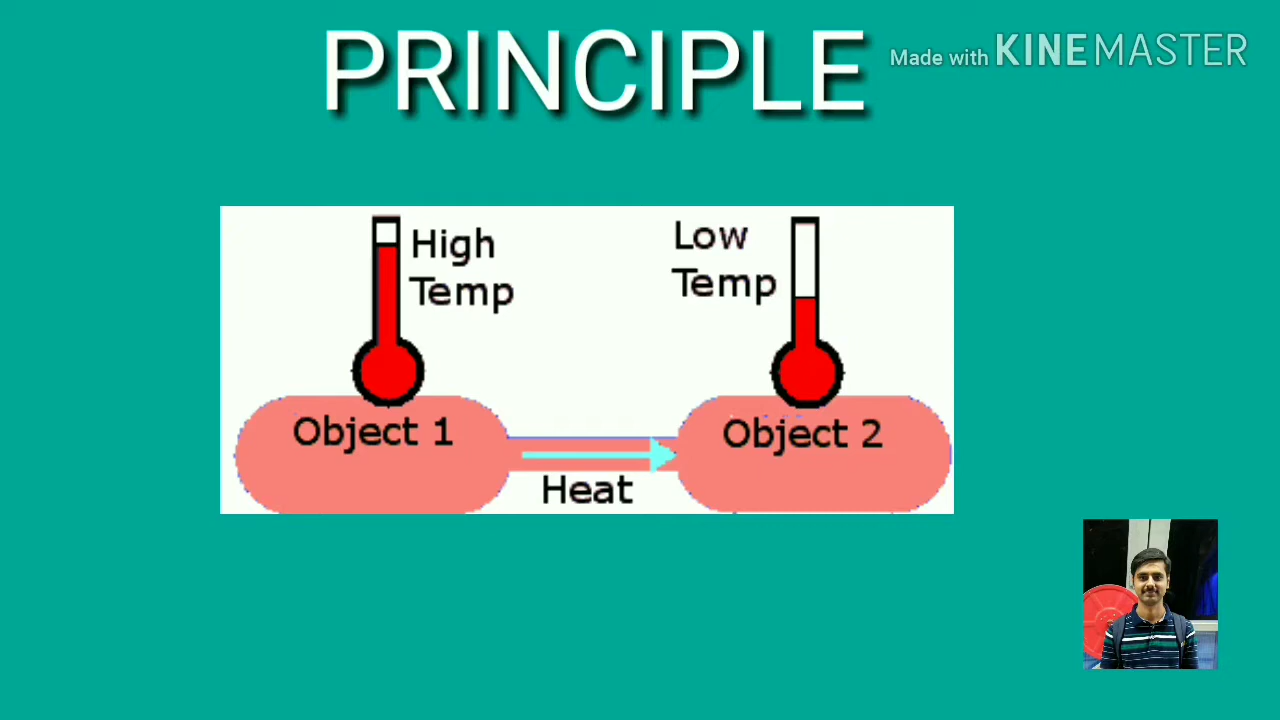 PRINCIPLE
Made with KINEMASTER
High
Temp
Low
Temp
Object 1
Object 2
Heat